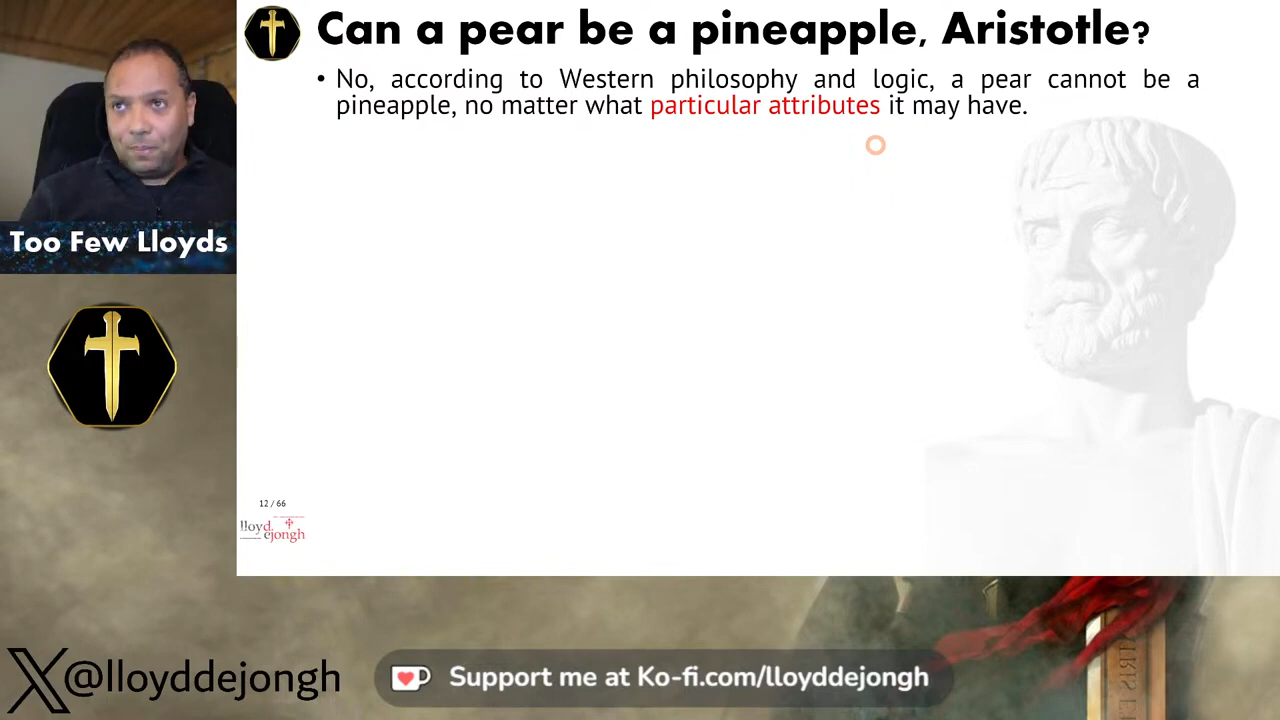 Can a pear be a pineapple, Aristotle?
• No, according to Western philosophy and logic, a pear cannot be a
pineapple, no matter what particular attributes it may have.
Too Few Lloyds
12 / 66
lloyd.
ejongh
X@lloyddejongh
Support me at Ko-fi.com/lloyddejongh